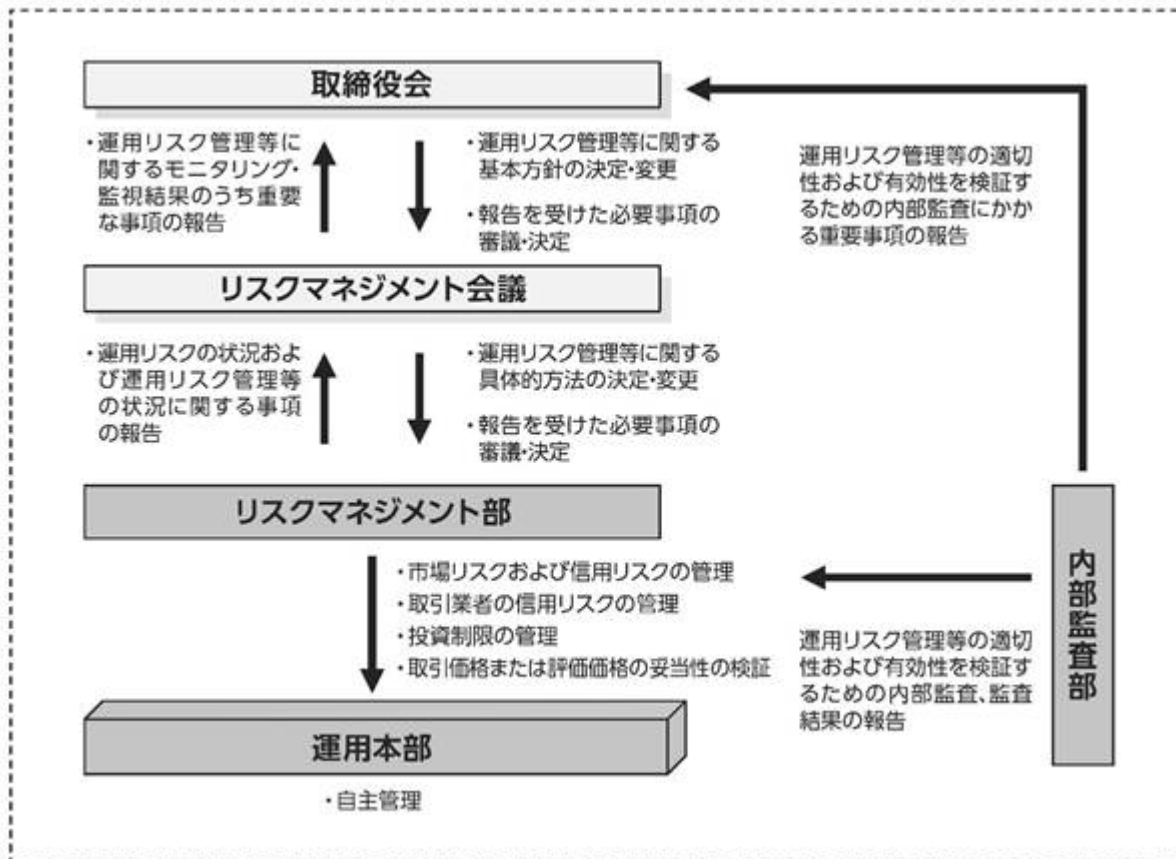 取締役会
・運用リスク管理等に
関するモニタリング・
監視結果のうち重要
な事項の報告
・運用リスク管理等に関する
基本方針の決定・変更
・報告を受けた必要事項の
審議・決定
運用リスク管理等の適切
性および有効性を検証す
るための内部監査にかか
る重要事項の報告
リスクマネジメント会議
・運用リスクの状況およ
び運用リスク管理等
の状況に関する事項
の報告
・運用リスク管理等に関する
具体的方法の決定・変更
・報告を受けた必要事項の
審議・決定
リスクマネジメント部
・市場リスクおよび信用リスクの管理
・取引業者の信用リスクの管理
・投資制限の管理
・取引価格または評価価格の妥当性の検証
運用リスク管理等の適切
性および有効性を検証す
るための内部監査、監査
結果の報告
内部監査部
運用本部
・自主管理